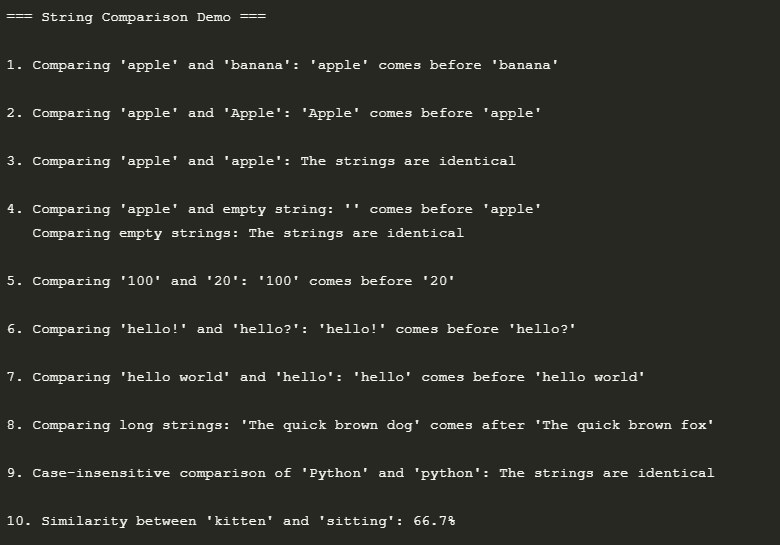 === String Comparison Demo ===
1. Comparing 'apple' and 'banana': 'apple' comes before 'banana'
2. Comparing 'apple' and 'Apple': 'Apple' comes before 'apple'
3. Comparing 'apple' and 'apple': The strings are identical
4. Comparing 'apple' and empty string: '' comes before 'apple'
Comparing empty strings: The strings are identical
5. Comparing '100' and '20': '100' comes before '20'
6. Comparing 'hello!' and 'hello?': 'hello!' comes before 'hello?'
7. Comparing 'hello world' and 'hello': 'hello' comes before 'hello world'
8. Comparing long strings: 'The quick brown dog' comes after 'The quick brown fox'
9. Case-insensitive comparison of 'Python' and 'python': The strings are identical
10. Similarity between 'kitten' and 'sitting': 66.7%